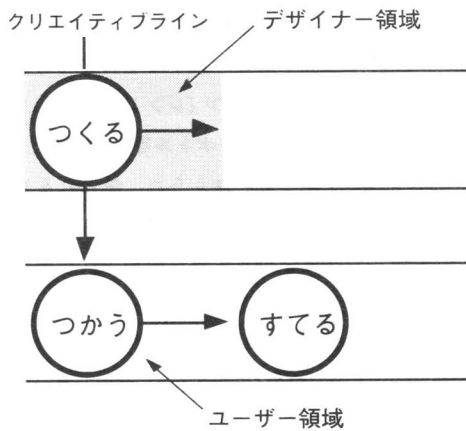 クリエイティブライン
デザイナー領域
つくる
つかう
すてる
ユーザー領域